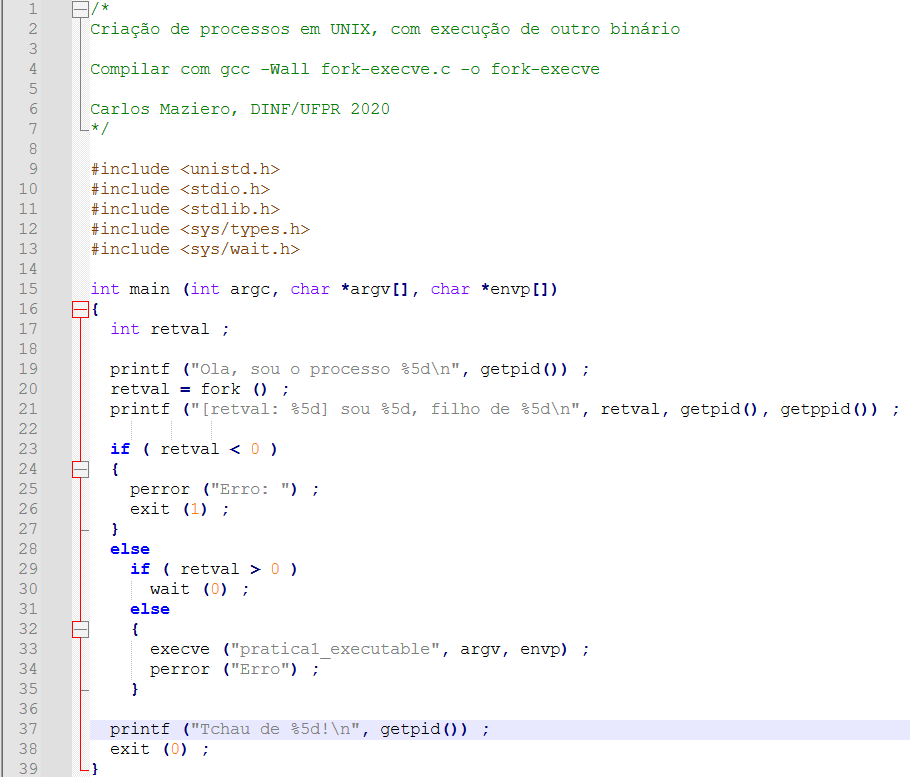 1 /*
2 Criação de processos em UNIX, com execução de outro binário
3
4 Compilar com gcc -Wall fork-execve.c -o fork-execve
5
6 Carlos Maziero, DINF/UFPR 2020
7 */
8
9 #include <unistd.h>
10 #include <stdio.h>
11 #include <stdlib.h>
12 #include <sys/types.h>
13 #include <sys/wait.h>
14
15 int main (int argc, char *argv[], char *envp[])
16 {
17   int retval ;
18
19   printf ("Ola, sou o processo %5d\n", getpid()) ;
20   retval = fork () ;
21   printf ("[retval: %5d] sou %5d, filho de %5d\n", retval, getpid(), getppid()) ;
22
23   if ( retval < 0 )
24   {
25     perror ("Erro: ") ;
26     exit (1) ;
27   }
28   else
29     if ( retval > 0 )
30       wait (0) ;
31     else
32     {
33       execve ("pratica1_executable", argv, envp) ;
34       perror ("Erro") ;
35     }
36
37   printf ("Tchau de %5d!\n", getpid()) ;
38   exit (0) ;
39 }